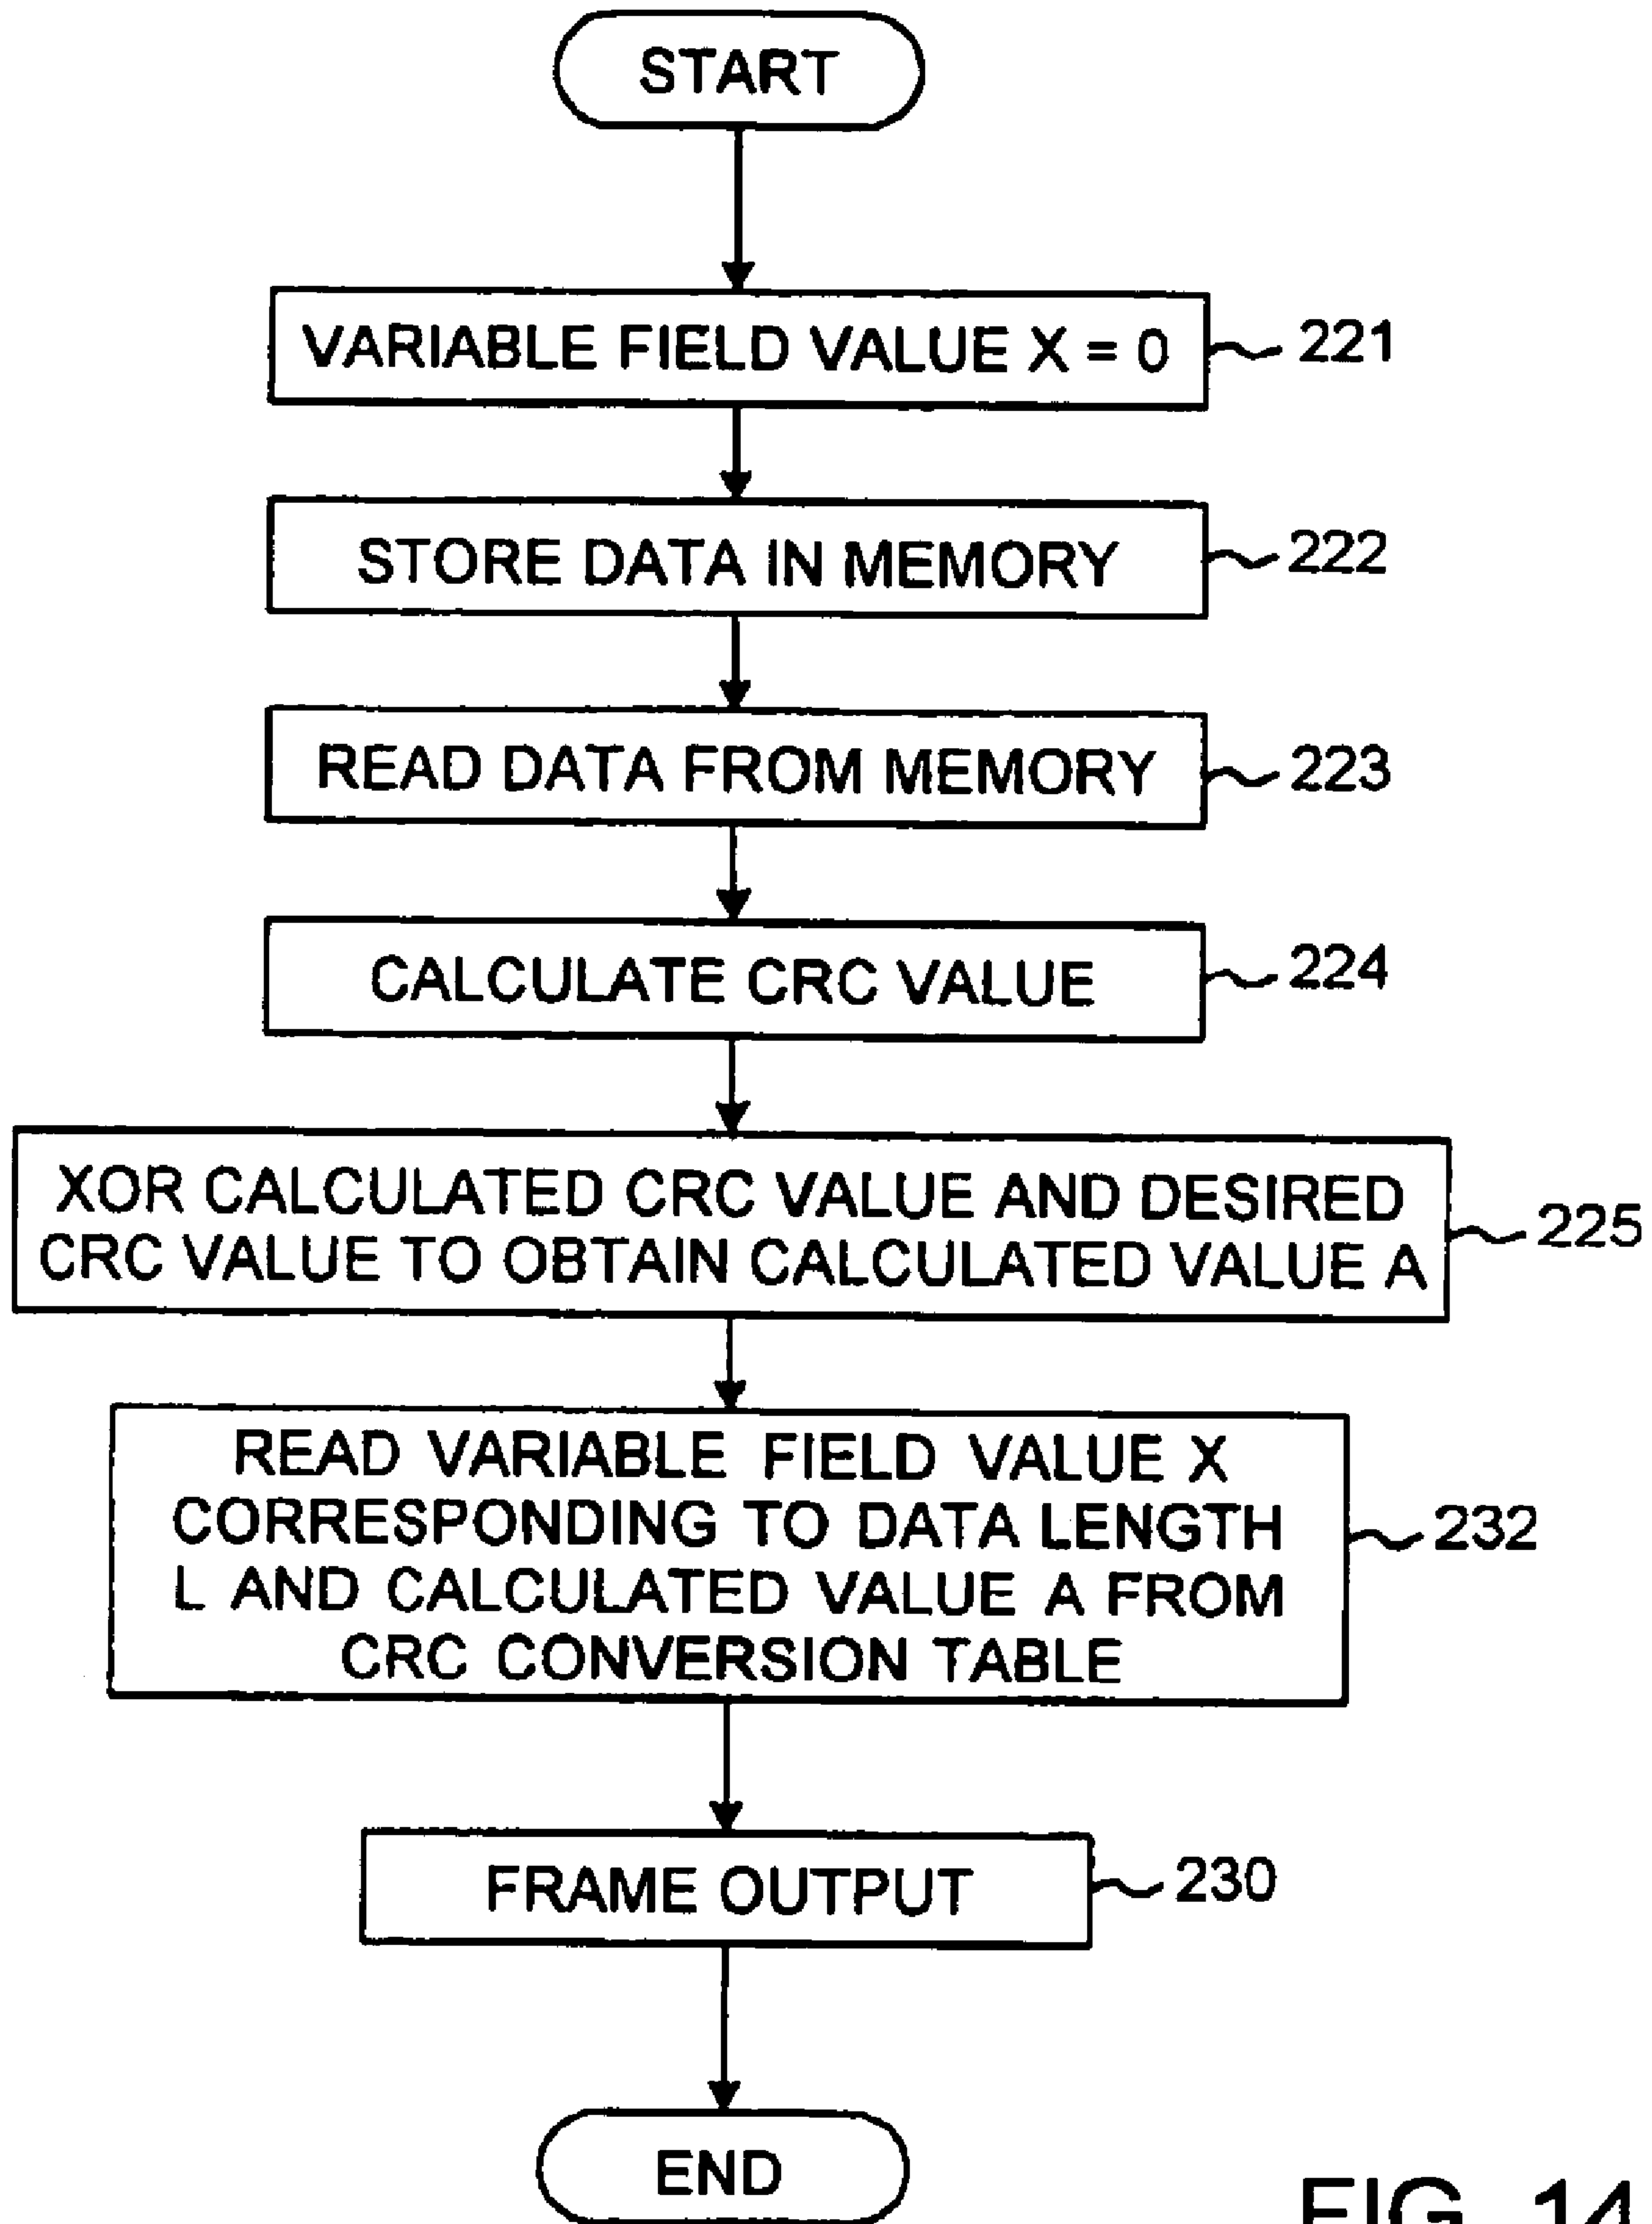 START
VARIABLE FIELD VALUE X = 0
221
STORE DATA IN MEMORY
222
READ DATA FROM MEMORY
223
CALCULATE CRC VALUE
224
XOR CALCULATED CRC VALUE AND DESIRED
CRC VALUE TO OBTAIN CALCULATED VALUE A
225
READ VARIABLE FIELD VALUE X
CORRESPONDING TO DATA LENGTH
L AND CALCULATED VALUE A FROM
CRC CONVERSION TABLE
232
FRAME OUTPUT
230
END
FIG. 14